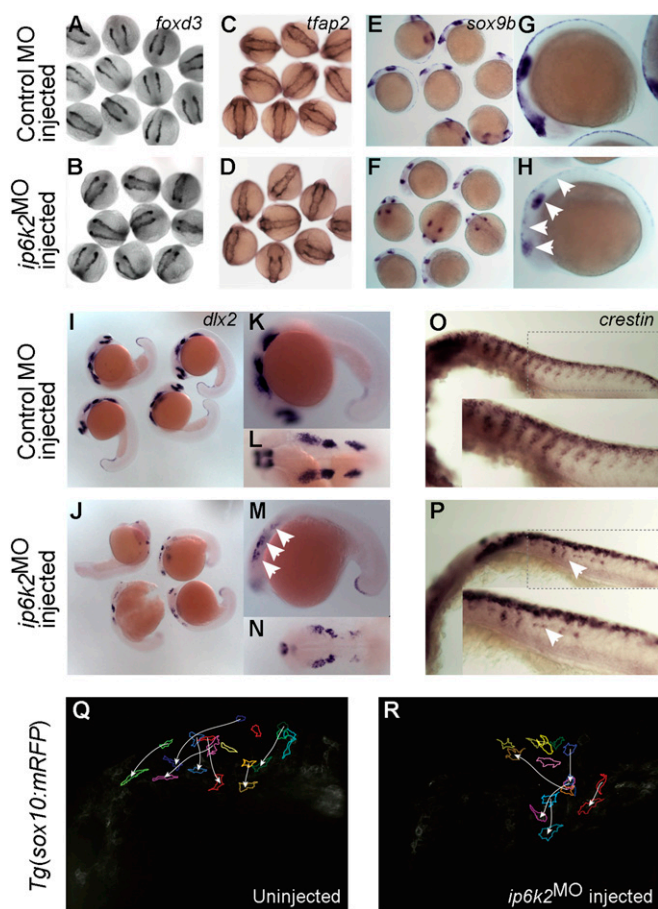 A foxd3 C tfap2 E sox9b G
Control MO
injected
B D F H
ip6k2MO
injected
I dlx2 K O crestin
Control MO
injected
L
J M P
ip6k2MO
injected
N
Q R
Tg(sox10:mRFP)
Uninjected ip6k2MO injected